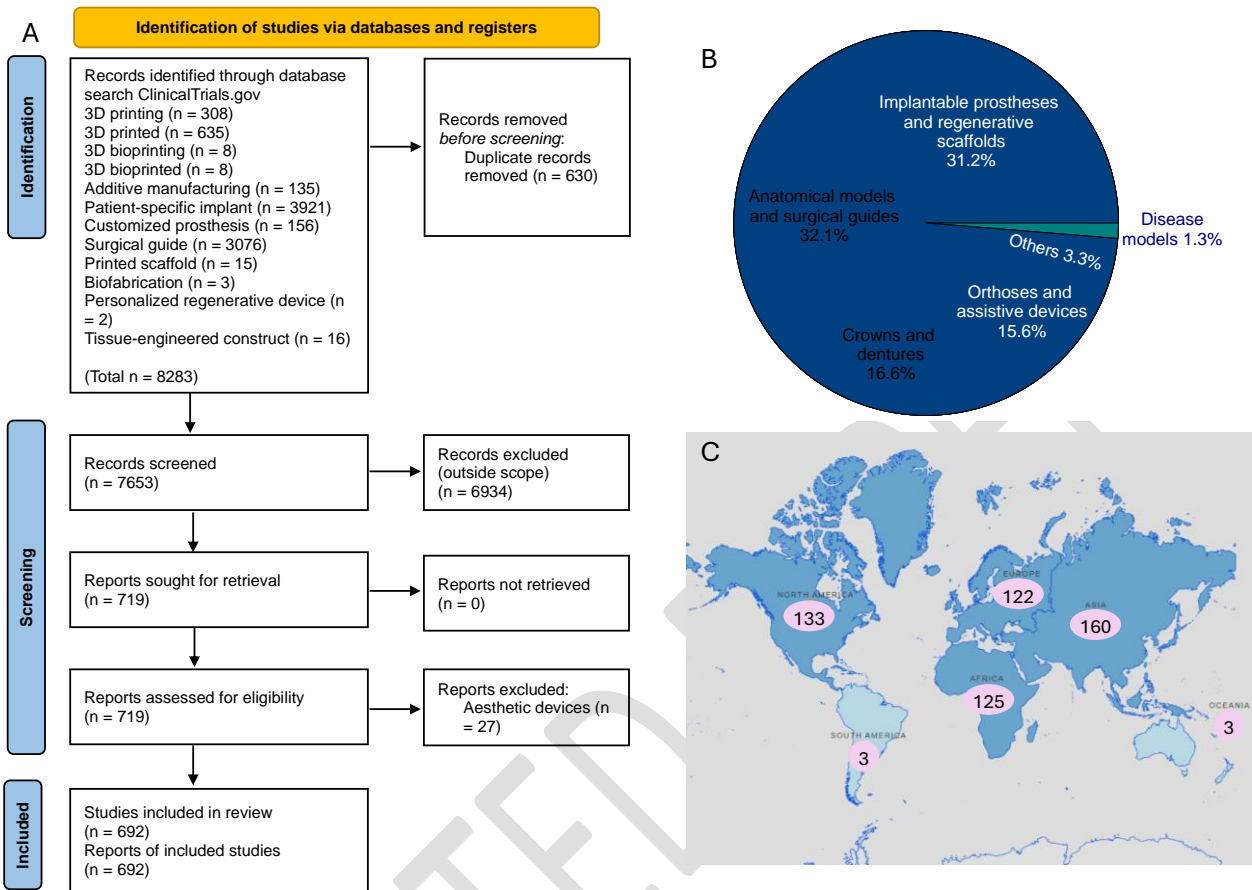 A
Identification of studies via databases and registers
Identification
Records identified through database
search ClinicalTrials.gov
3D printing (n = 308)
3D printed (n = 635)
3D bioprinting (n = 8)
3D bioprinted (n = 8)
Additive manufacturing (n = 135)
Patient-specific implant (n = 3921)
Customized prosthesis (n = 156)
Surgical guide (n = 3076)
Printed scaffold (n = 15)
Biofabrication (n = 3)
Personalized regenerative device (n
= 2)
Tissue-engineered construct (n = 16)
(Total n = 8283)
Records removed
before screening:
Duplicate records
removed (n = 630)
Screening
Records screened
(n = 7653)
Records excluded
(outside scope)
(n = 6934)
Reports sought for retrieval
(n = 719)
Reports not retrieved
(n = 0)
Reports assessed for eligibility
(n = 719)
Reports excluded:
Aesthetic devices (n
= 27)
Included
Studies included in review
(n = 692)
Reports of included studies
(n = 692)
B
Implantable prostheses
and regenerative
scaffolds
31.2%
Anatomical models
and surgical guides
32.1%
Disease
models 1.3%
Others 3.3%
Orthoses and
assistive devices
15.6%
Crowns and
dentures
16.6%
C
NORTH AMERICA
133
EUROPE
122
ASIA
160
AFRICA
125
OCEANIA
3
SOUTH AMERICA
3